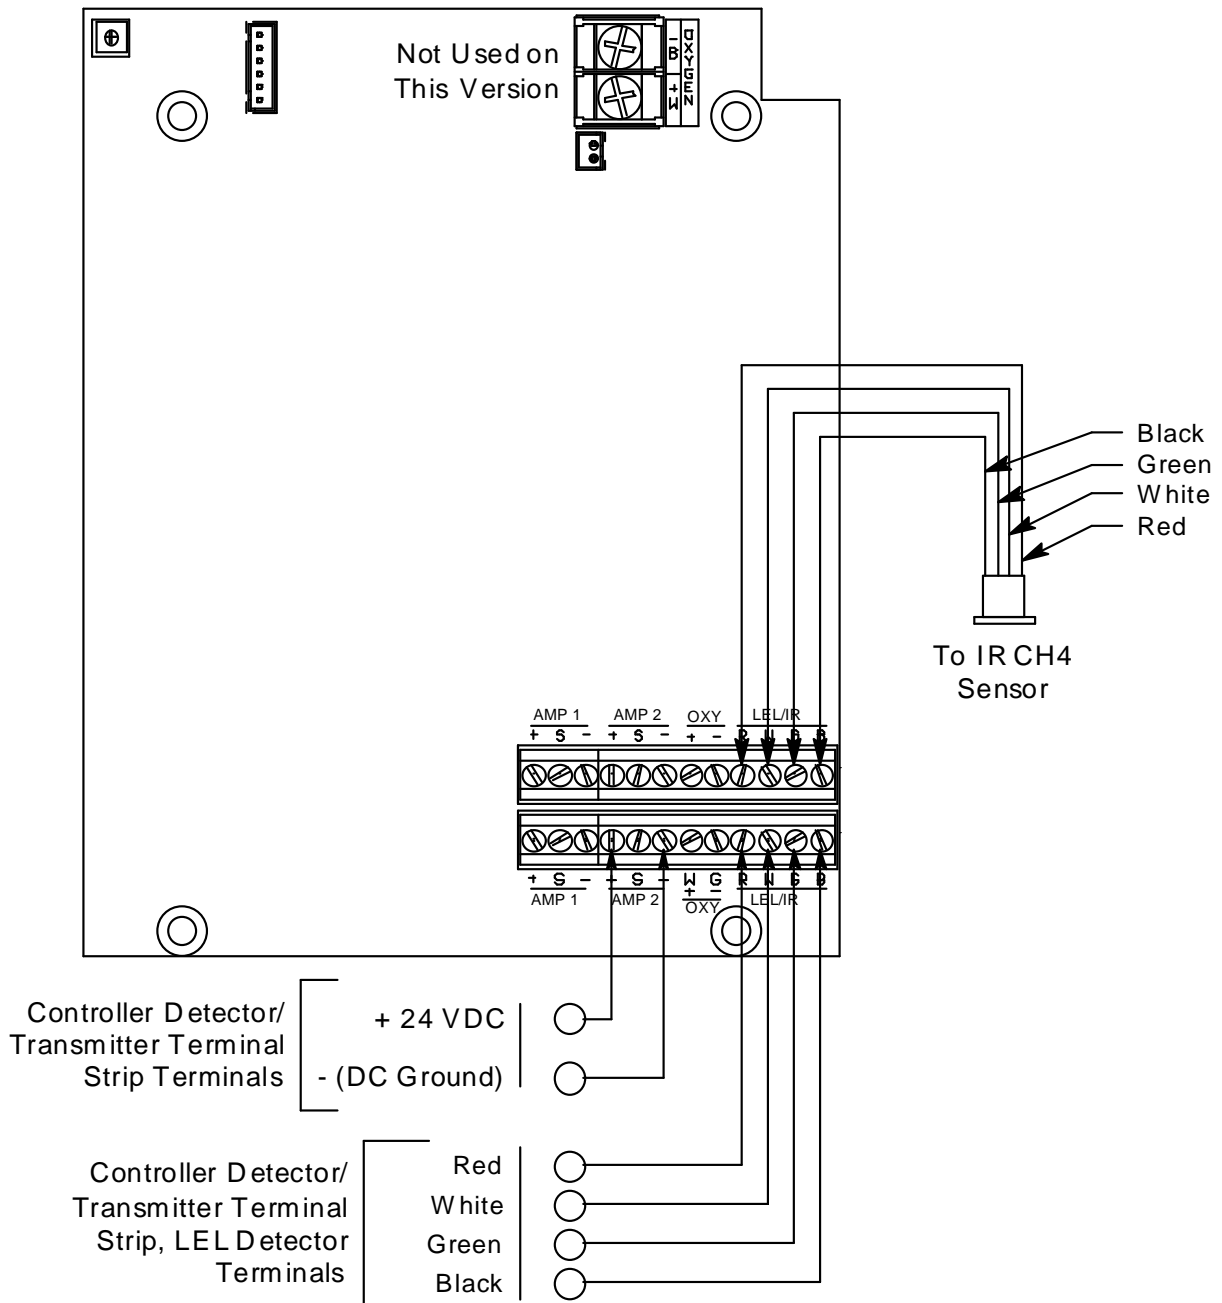 Not Used on
This Version
- B
+ W
OXYGEN
Black
Green
White
Red
To IR CH4
Sensor
AMP 1 AMP 2 OXY LEL/IR
+ S - + S - + - R W G B
+ S - + S - W G R W G B
+ -
AMP 1 AMP 2 OXY LEL/IR
Controller Detector/
Transmitter Terminal
Strip Terminals
+ 24 VDC
- (DC Ground)
Controller Detector/
Transmitter Terminal
Strip, LEL Detector
Terminals
Red
White
Green
Black